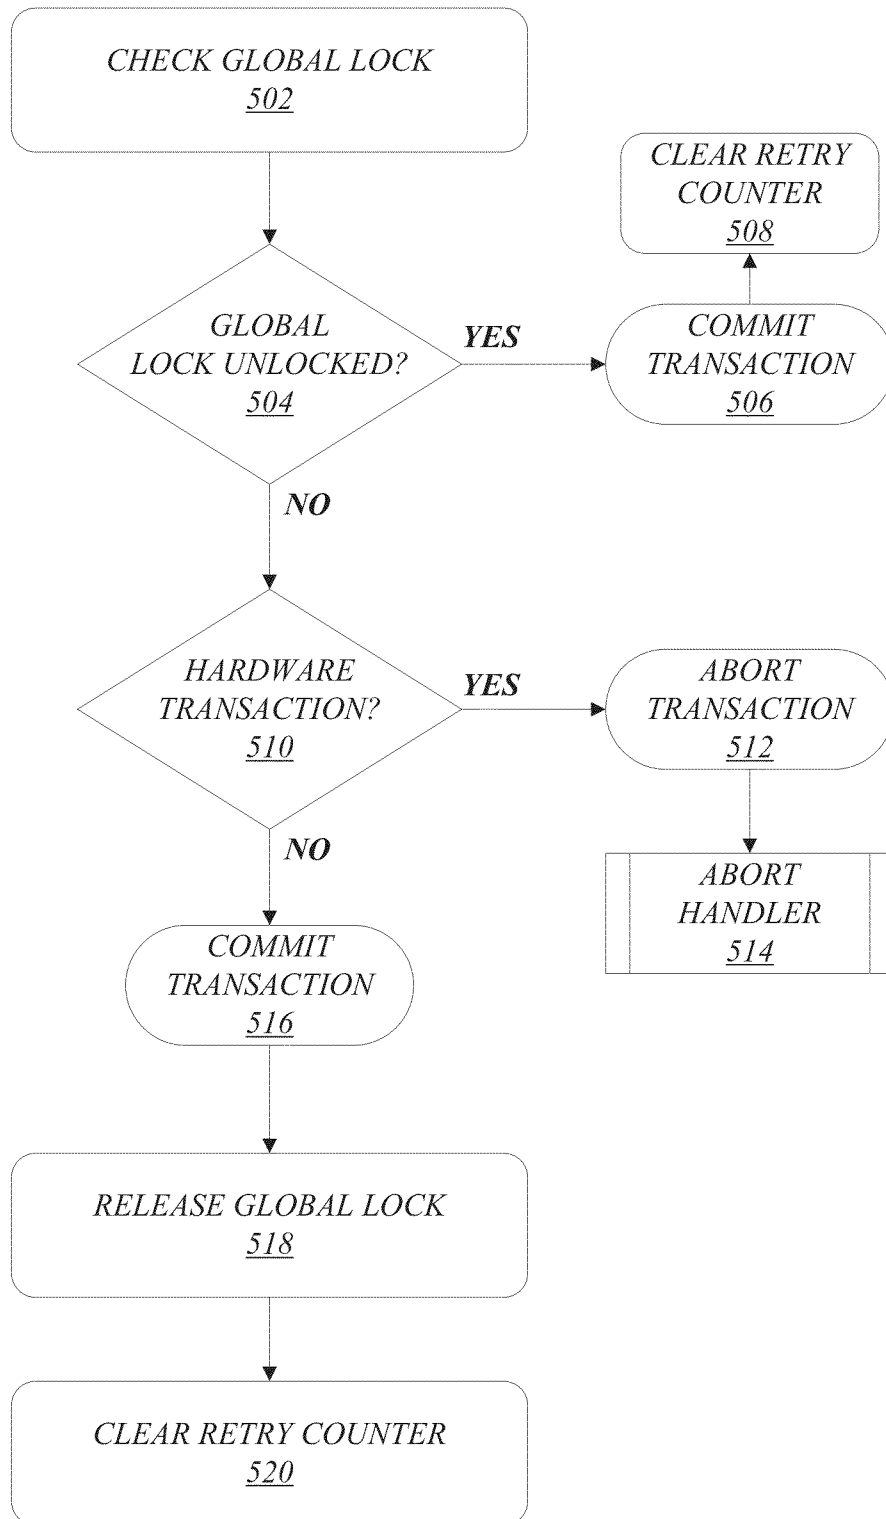 CHECK GLOBAL LOCK
502
CLEAR RETRY
COUNTER
508
GLOBAL
LOCK UNLOCKED?
504
YES
COMMIT
TRANSACTION
506
NO
HARDWARE
TRANSACTION?
510
YES
ABORT
TRANSACTION
512
NO
ABORT
HANDLER
514
COMMIT
TRANSACTION
516
RELEASE GLOBAL LOCK
518
CLEAR RETRY COUNTER
520